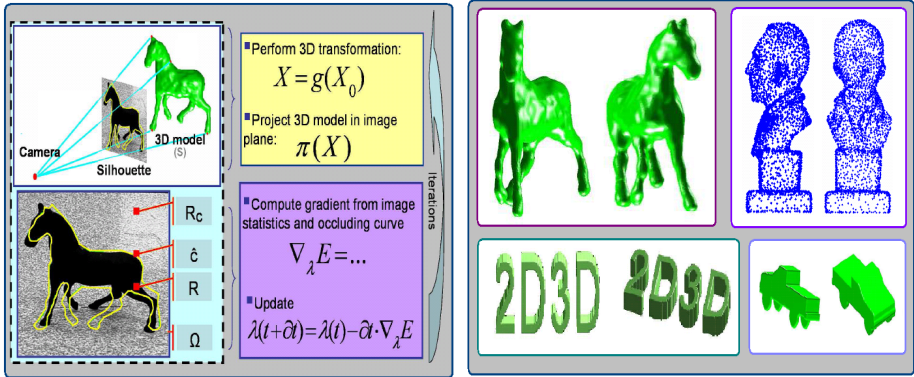 Camera
Silhouette
3D model
(S)
Rc
ĉ
R
Ω
Perform 3D transformation:
X = g(X₀)
Project 3D model in image
plane: π(X)
Compute gradient from image
statistics and occluding curve
∇λE = ...
Update
λ(t+∂t)=λ(t)−∂t·∇λE
Iterations
2D3D
2D3D